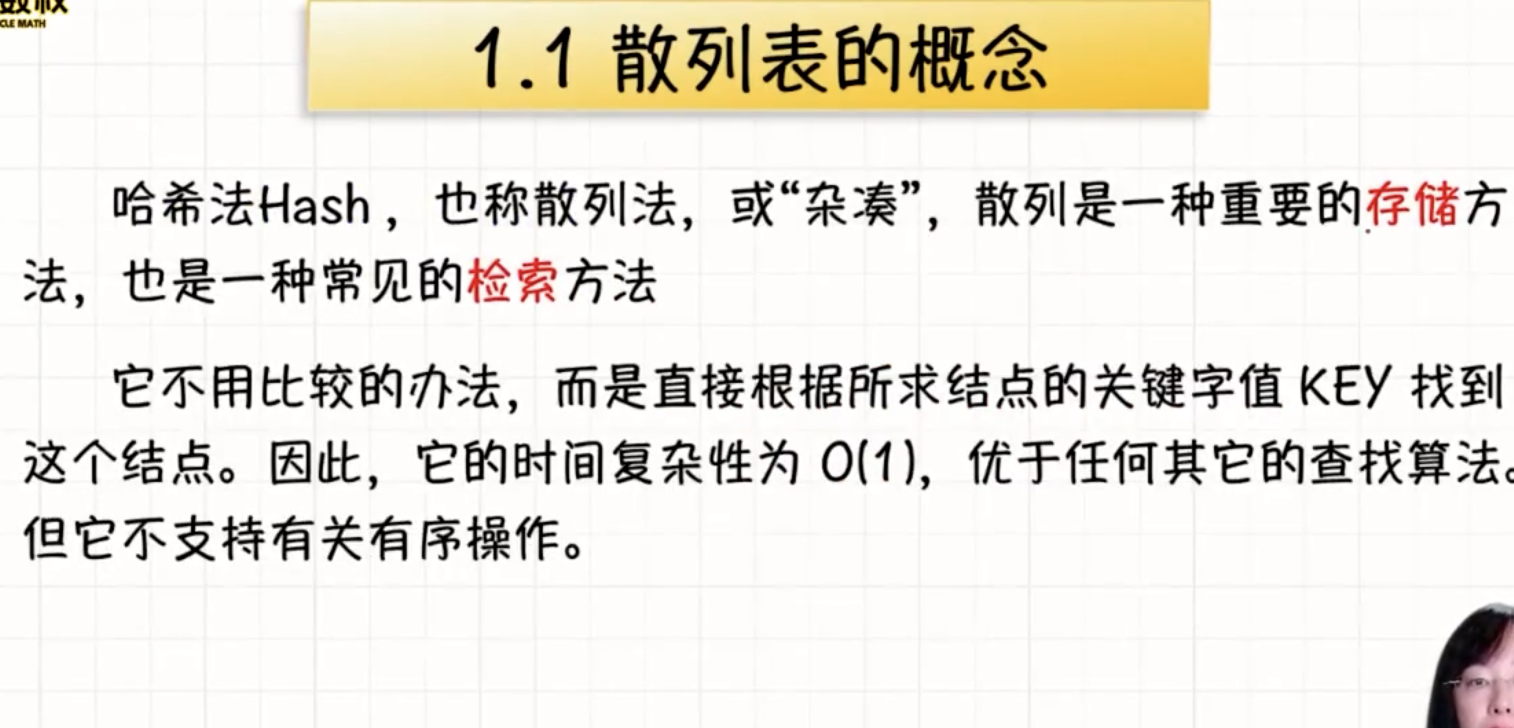 CLE MATH
1.1 散列表的概念
哈希法Hash，也称散列法，或“杂凑”，散列是一种重要的存储方
法，也是一种常见的检索方法
它不用比较的办法，而是直接根据所求结点的关键字值 KEY 找到
这个结点。因此，它的时间复杂性为 O(1)，优于任何其它的查找算法。
但它不支持有关有序操作。